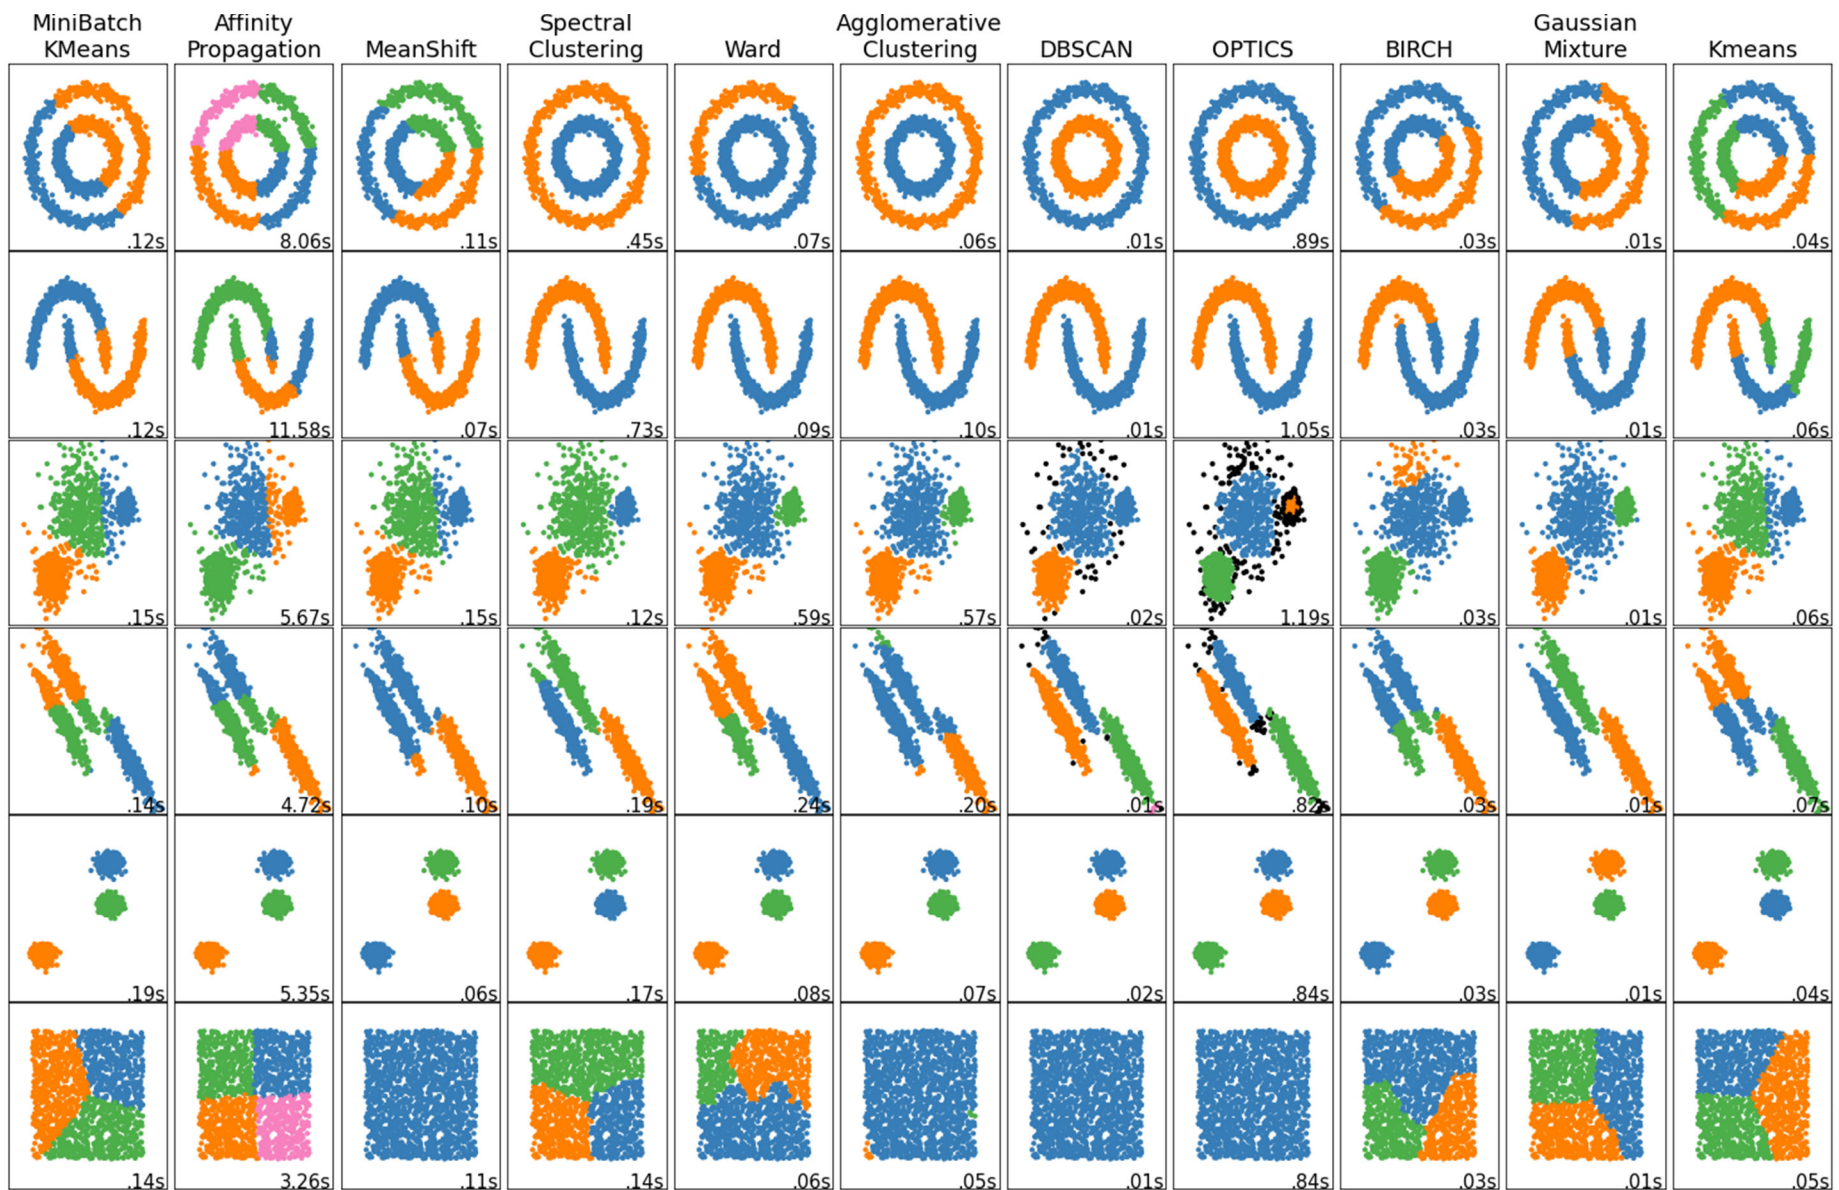 MiniBatch
KMeans
Affinity
Propagation
MeanShift
Spectral
Clustering
Ward
Agglomerative
Clustering
DBSCAN
OPTICS
BIRCH
Gaussian
Mixture
Kmeans
.12s 8.06s .11s .45s .07s .06s .01s .89s .03s .01s .04s
.12s 11.58s .07s .73s .09s .10s .01s 1.05s .03s .01s .06s
.15s 5.67s .15s .12s .59s .57s .02s 1.19s .03s .01s .06s
.14s 4.72s .10s .19s .24s .20s .01s .82s .03s .01s .07s
.19s 5.35s .06s .17s .08s .07s .02s .84s .03s .01s .04s
.14s 3.26s .11s .14s .06s .05s .01s .84s .03s .01s .05s